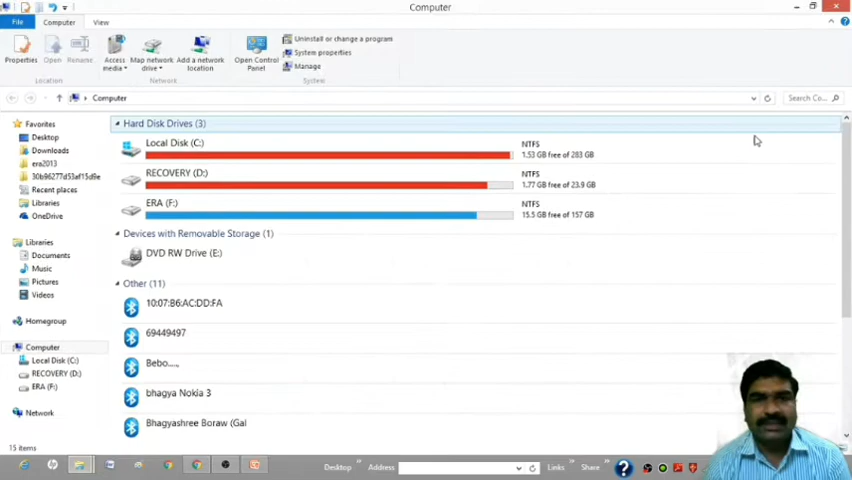 Computer
File
Computer
View
Properties
Open
Rename
Access media
Map network drive
Add a network location
Open Control Panel
Uninstall or change a program
System properties
Manage
Location
Network
System
Computer
Search Co...
Favorites
Desktop
Downloads
era2013
30b96277d53af15d9e
Recent places
Libraries
OneDrive
Libraries
Documents
Music
Pictures
Videos
Homegroup
Computer
Local Disk (C:)
RECOVERY (D:)
ERA (F:)
Network
Hard Disk Drives (3)
Local Disk (C:)
NTFS
1.53 GB free of 283 GB
RECOVERY (D:)
NTFS
1.77 GB free of 23.9 GB
ERA (F:)
NTFS
15.5 GB free of 157 GB
Devices with Removable Storage (1)
DVD RW Drive (E:)
Other (11)
10:07:B6:AC:DD:FA
69449497
Bebo....,
bhagya Nokia 3
Bhagyashree Boraw (Gal
15 items
Desktop
Address
Links
Share